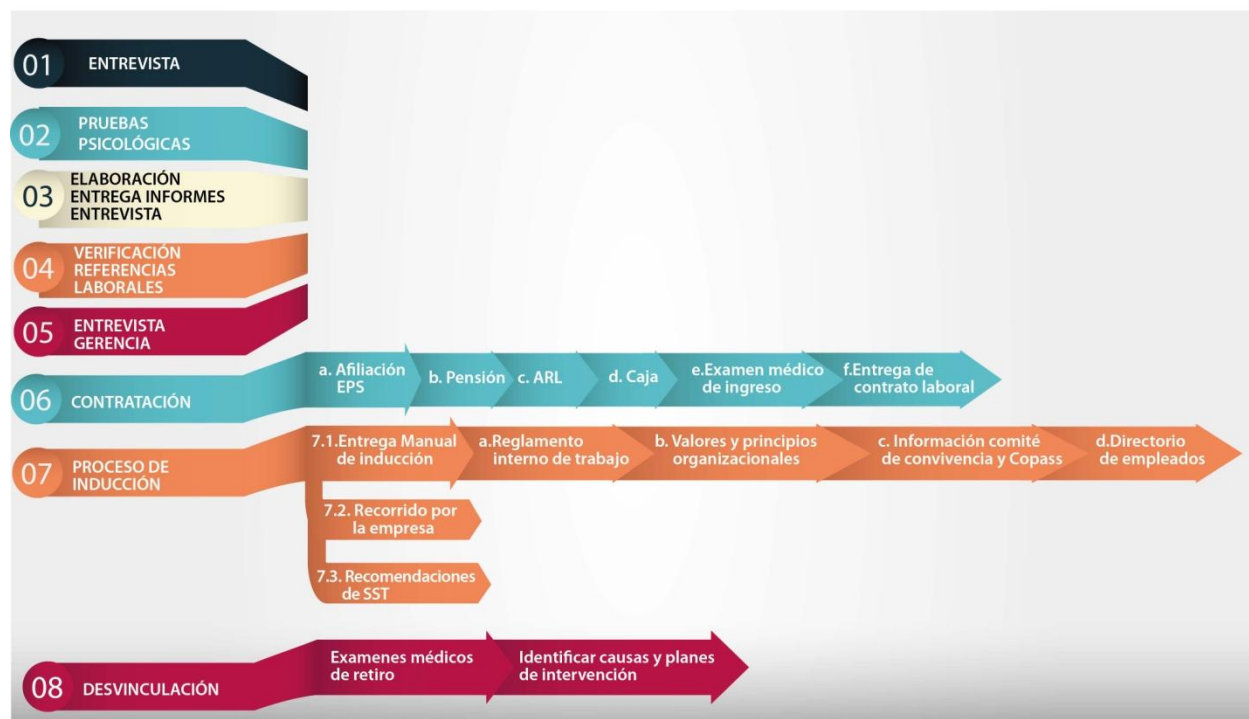 01 ENTREVISTA
02 PRUEBAS
PSICOLÓGICAS
03 ELABORACIÓN
ENTREGA INFORMES
ENTREVISTA
04 VERIFICACIÓN
REFERENCIAS
LABORALES
05 ENTREVISTA
GERENCIA
06 CONTRATACIÓN
a. Afiliación
EPS
b. Pensión
c. ARL
d. Caja
e.Examen médico
de ingreso
f.Entrega de
contrato laboral
07 PROCESO DE
INDUCCIÓN
7.1.Entrega Manual
de inducción
a.Reglamento
interno de trabajo
b. Valores y principios
organizacionales
c. Información comité
de convivencia y Copass
d.Directorio
de empleados
7.2. Recorrido por
la empresa
7.3. Recomendaciones
de SST
08 DESVINCULACIÓN
Examenes médicos
de retiro
Identificar causas y planes
de intervención